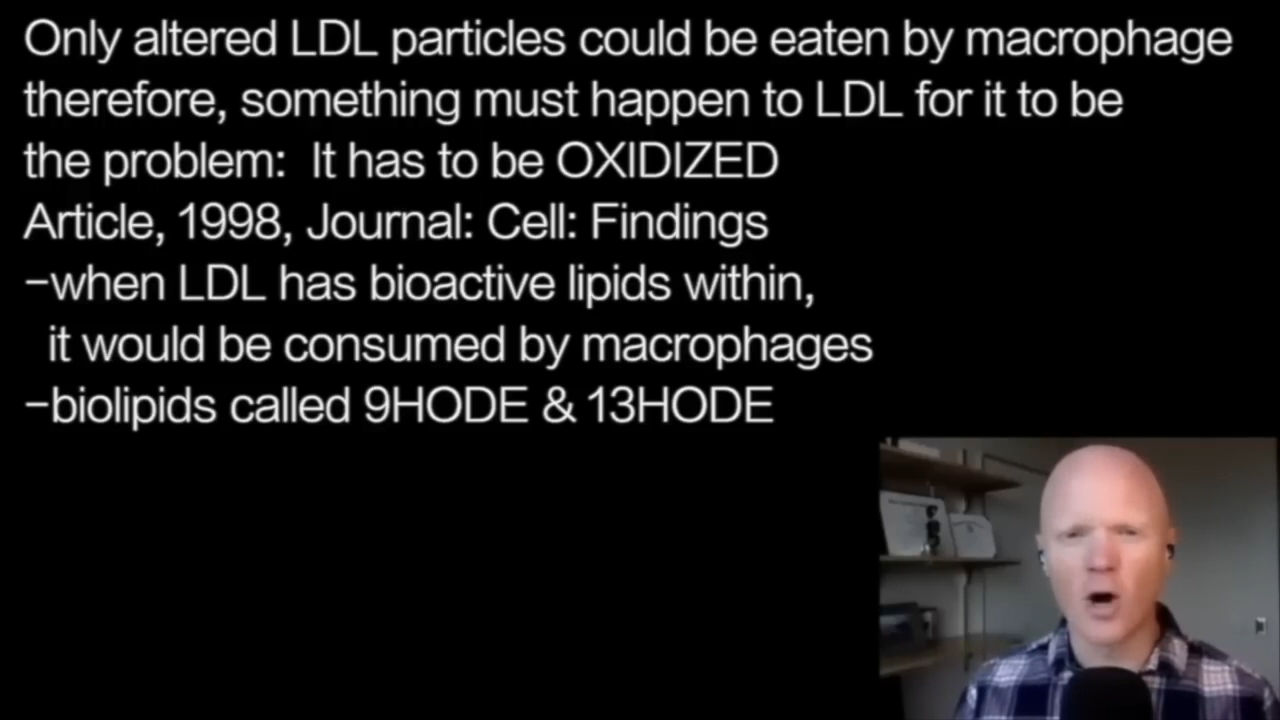 Only altered LDL particles could be eaten by macrophage
therefore, something must happen to LDL for it to be
the problem:  It has to be OXIDIZED
Article, 1998, Journal: Cell: Findings
−when LDL has bioactive lipids within,
it would be consumed by macrophages
−biolipids called 9HODE & 13HODE